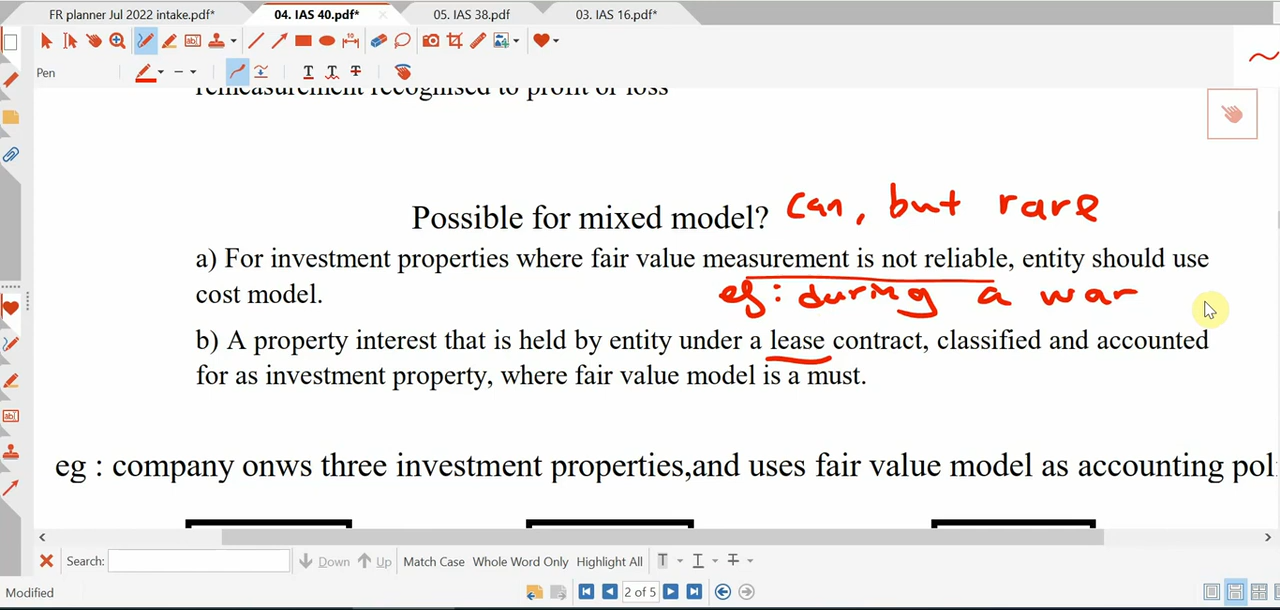 FR planner Jul 2022 intake.pdf*
04. IAS 40.pdf*
05. IAS 38.pdf
03. IAS 16.pdf*
Pen
remeasurement recognised to profit or loss
Possible for mixed model? can, but rare
a) For investment properties where fair value measurement is not reliable, entity should use
cost model. eg: during a war
b) A property interest that is held by entity under a lease contract, classified and accounted
for as investment property, where fair value model is a must.
eg : company onws three investment properties,and uses fair value model as accounting pol
Search: Down Up Match Case Whole Word Only Highlight All T T T
Modified 2 of 5